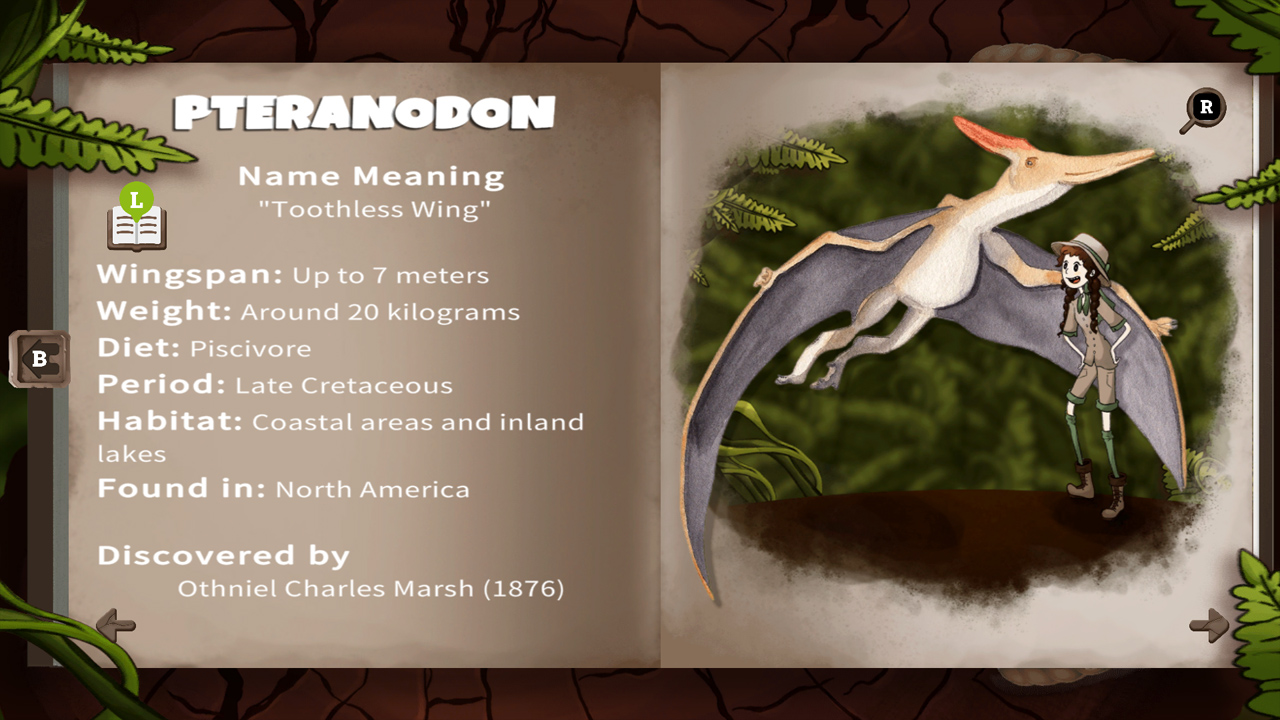 PTERANODON
R
Name Meaning
"Toothless Wing"
L
Wingspan: Up to 7 meters
Weight: Around 20 kilograms
Diet: Piscivore
B
Period: Late Cretaceous
Habitat: Coastal areas and inland
lakes
Found in: North America
Discovered by
Othniel Charles Marsh (1876)